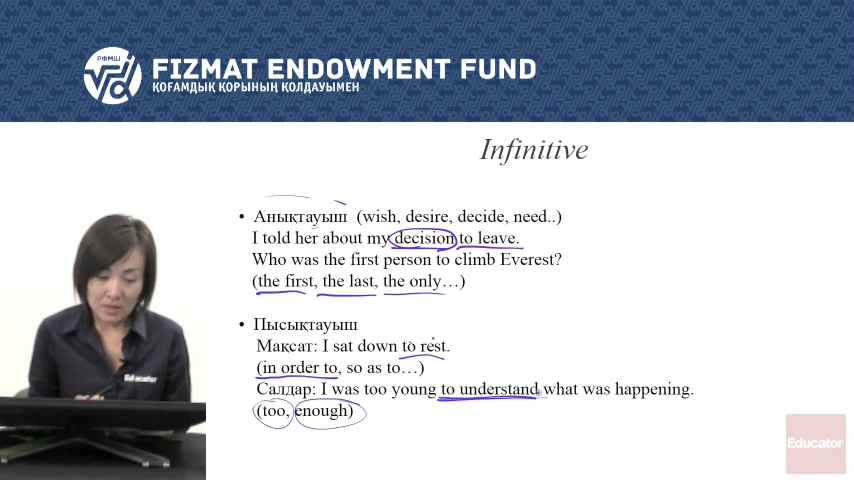 РФМШ
FIZMAT ENDOWMENT FUND
ҚОҒАМДЫҚ ҚОРЫНЫҢ ҚОЛДАУЫМЕН
Infinitive
• Анықтауыш (wish, desire, decide, need..)
I told her about my decision to leave.
Who was the first person to climb Everest?
(the first, the last, the only…)
• Пысықтауыш
Мақсат: I sat down to rest.
(in order to, so as to…)
Салдар: I was too young to understand what was happening.
(too, enough)
Educator
Educator